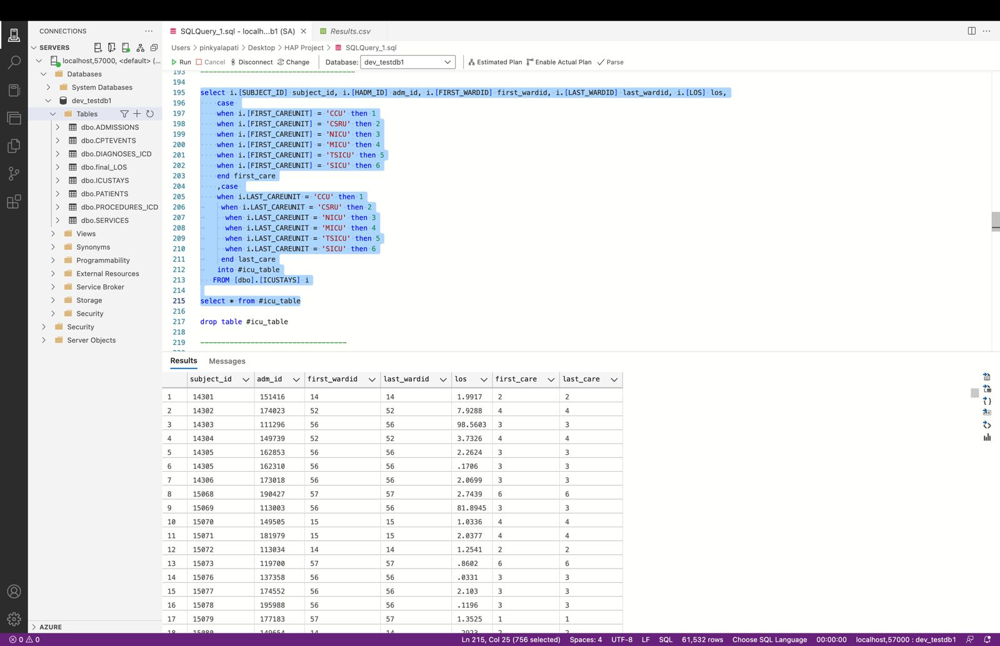 CONNECTIONS
SERVERS
localhost,57000, <default> (...
Databases
System Databases
dev_testdb1
Tables
dbo.ADMISSIONS
dbo.CPTEVENTS
dbo.DIAGNOSES_ICD
dbo.final_LOS
dbo.ICUSTAYS
dbo.PATIENTS
dbo.PROCEDURES_ICD
dbo.SERVICES
Views
Synonyms
Programmability
External Resources
Service Broker
Storage
Security
Security
Server Objects
AZURE
SQLQuery_1.sql - localh...b1 (SA) Results.csv
Users > pinkyalapati > Desktop > HAP Project > SQLQuery_1.sql
Run Cancel Disconnect Change Database: dev_testdb1 Estimated Plan Enable Actual Plan Parse
193 -------------------------------------
194
195 select i.[SUBJECT_ID] subject_id, i.[HADM_ID] adm_id, i.[FIRST_WARDID] first_wardid, i.[LAST_WARDID] last_wardid, i.[LOS] los,
196 case
197 when i.[FIRST_CAREUNIT] = 'CCU' then 1
198 when i.[FIRST_CAREUNIT] = 'CSRU' then 2
199 when i.[FIRST_CAREUNIT] = 'NICU' then 3
200 when i.[FIRST_CAREUNIT] = 'MICU' then 4
201 when i.[FIRST_CAREUNIT] = 'TSICU' then 5
202 when i.[FIRST_CAREUNIT] = 'SICU' then 6
203 end first_care
204 ,case
205 when i.LAST_CAREUNIT = 'CCU' then 1
206 when i.LAST_CAREUNIT = 'CSRU' then 2
207 when i.LAST_CAREUNIT = 'NICU' then 3
208 when i.LAST_CAREUNIT = 'MICU' then 4
209 when i.LAST_CAREUNIT = 'TSICU' then 5
210 when i.LAST_CAREUNIT = 'SICU' then 6
211 end last_care
212 into #icu_table
213 FROM [dbo].[ICUSTAYS] i
214
215 select * from #icu_table
216
217 drop table #icu_table
218
219 -----------------------------------
Results Messages
subject_id adm_id first_wardid last_wardid los first_care last_care
1 14301 151416 14 14 1.9917 2 2
2 14302 174023 52 52 7.9288 4 4
3 14303 111296 56 56 98.5603 3 3
4 14304 149739 52 52 3.7326 4 4
5 14305 162853 56 56 2.2624 3 3
6 14305 162310 56 56 .1706 3 3
7 14306 173018 56 56 2.0699 3 3
8 15068 190427 57 57 2.7439 6 6
9 15069 113003 56 56 81.8945 3 3
10 15070 149505 15 15 1.0336 4 4
11 15071 181979 15 15 2.0377 4 4
12 15072 113034 14 14 1.2541 2 2
13 15073 119700 57 57 .8602 6 6
14 15076 137358 56 56 .0331 3 3
15 15077 174552 56 56 2.103 3 3
16 15078 195988 56 56 .1196 3 3
17 15079 177183 57 57 1.3525 1 1
0 0 Ln 215, Col 25 (756 selected) Spaces: 4 UTF-8 LF SQL 61,532 rows Choose SQL Language 00:00:00 localhost,57000 : dev_testdb1